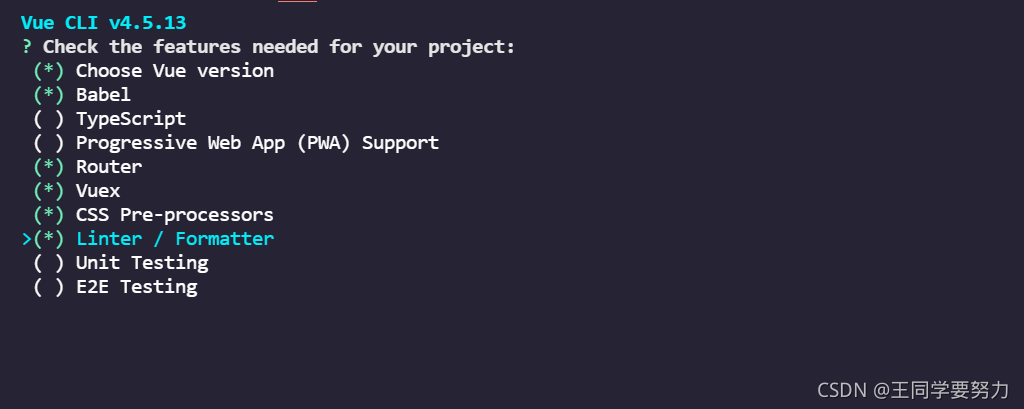 Vue CLI v4.5.13
? Check the features needed for your project:
(*) Choose Vue version
(*) Babel
( ) TypeScript
( ) Progressive Web App (PWA) Support
(*) Router
(*) Vuex
(*) CSS Pre-processors
>(*) Linter / Formatter
( ) Unit Testing
( ) E2E Testing
CSDN @王同学要努力